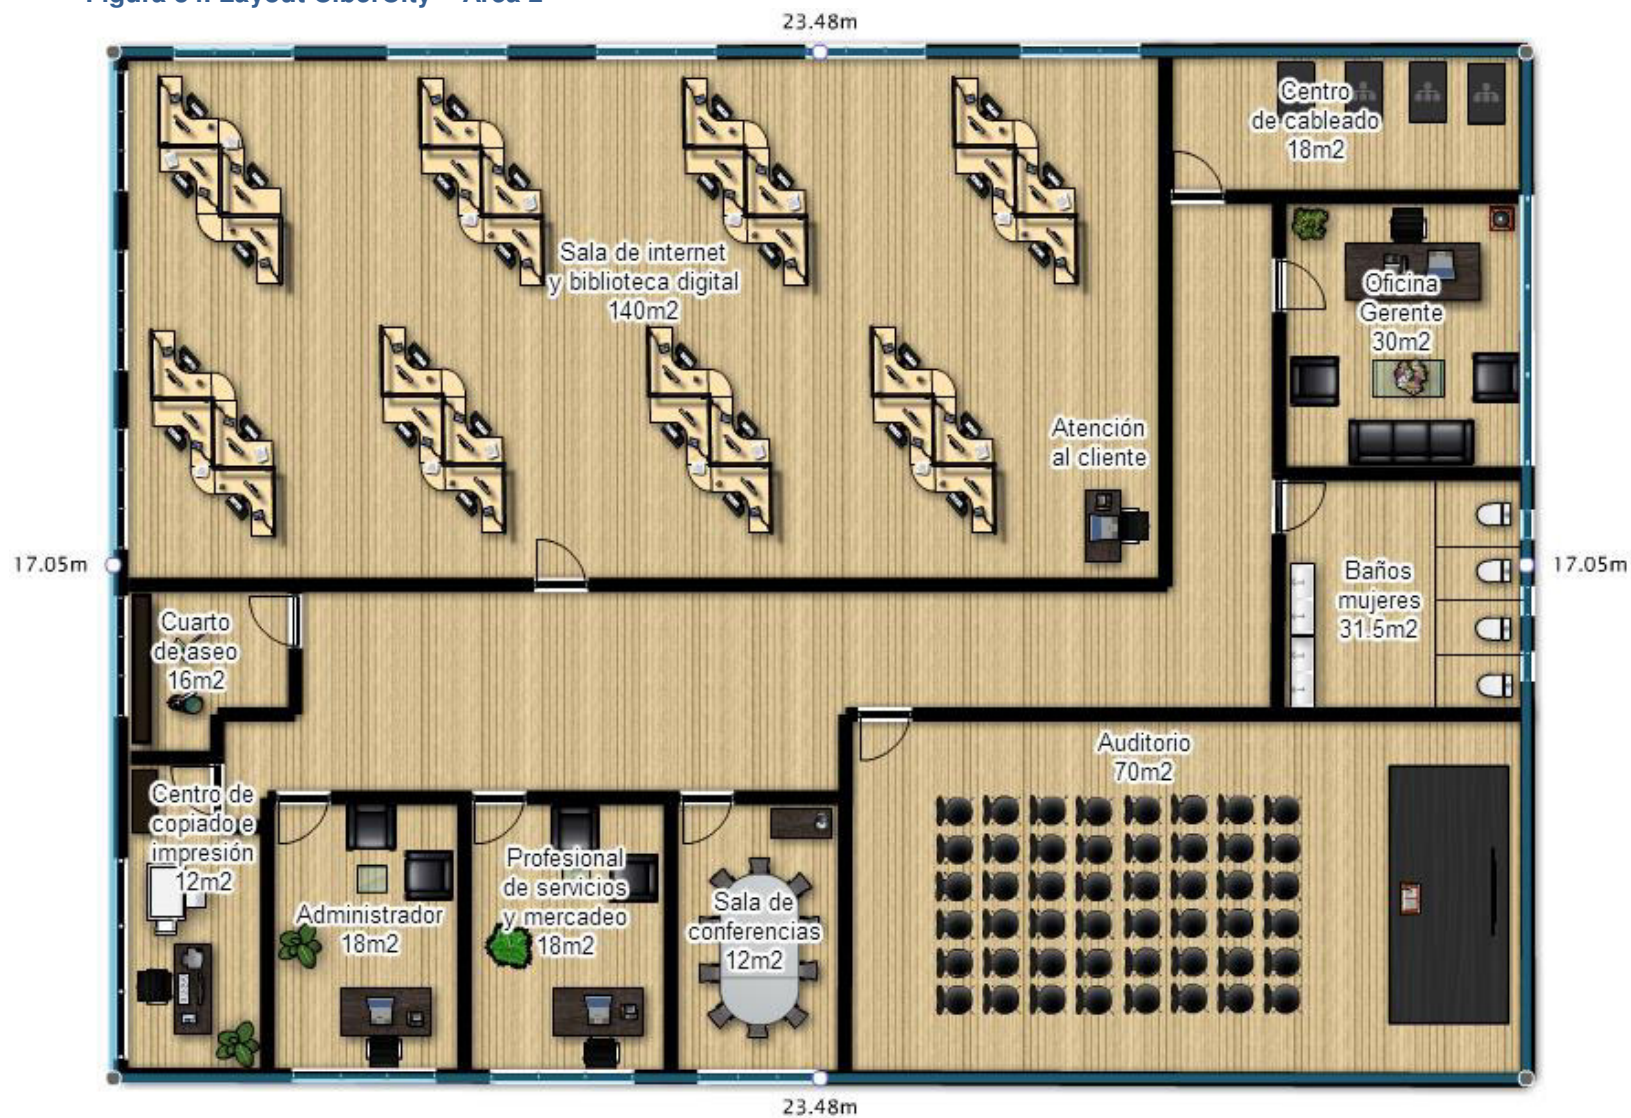 23.48m
Centro
de cableado
18m2
Sala de internet
y biblioteca digital
140m2
Oficina
Gerente
30m2
Atención
al cliente
17.05m
17.05m
Baños
mujeres
31.5m2
Cuarto
de aseo
16m2
Auditorio
70m2
Centro de
copiado e
impresión
12m2
Administrador
18m2
Profesional
de servicios
y mercadeo
18m2
Sala de
conferencias
12m2
23.48m